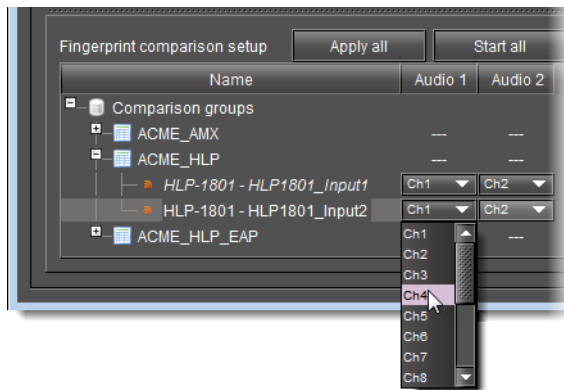 Fingerprint comparison setup Apply all Start all
Name Audio 1 Audio 2
Comparison groups
ACME_AMX --- ---
ACME_HLP --- ---
HLP-1801 - HLP1801_Input1 Ch1 Ch2
HLP-1801 - HLP1801_Input2 Ch1 Ch2
ACME_HLP_EAP ---
Ch1
Ch2
Ch3
Ch4
Ch5
Ch6
Ch7
Ch8